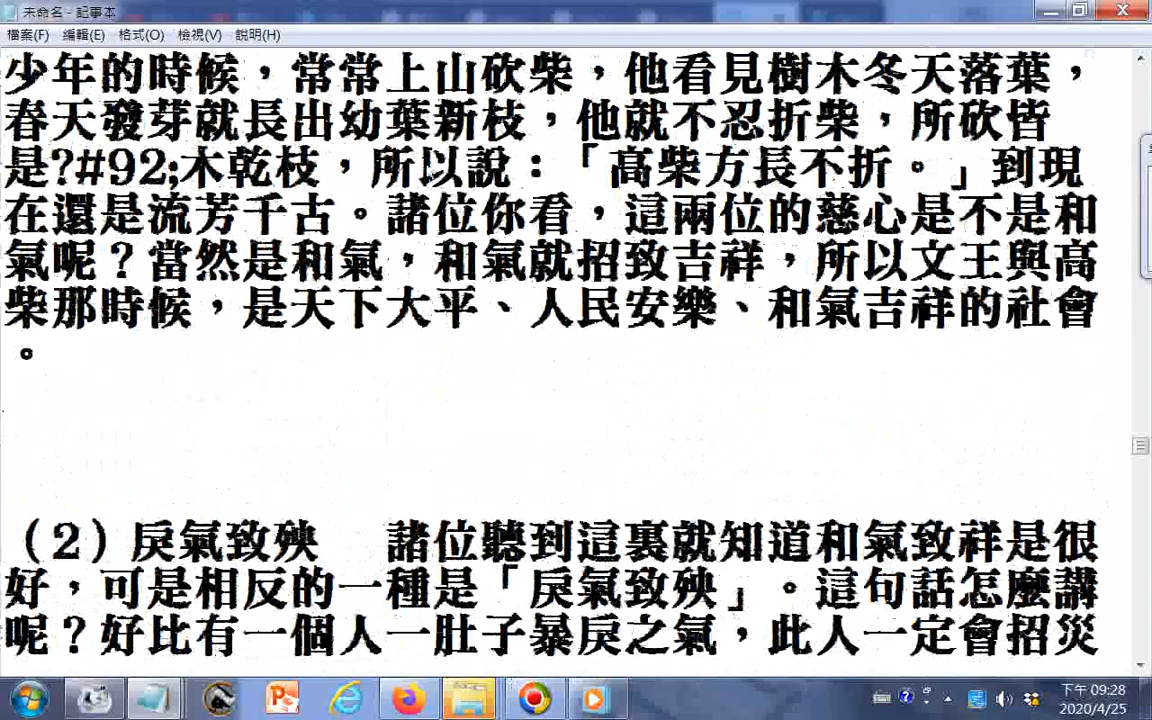 未命名 - 記事本
檔案(F) 編輯(E) 格式(O) 檢視(V) 說明(H)
少年的時候，常常上山砍柴，他看見樹木冬天落葉，
春天發芽就長出幼葉新枝，他就不忍折柴，所砍皆
是?#92;木乾枝，所以說：「高柴方長不折。」到現
在還是流芳千古。諸位你看，這兩位的慈心是不是和
氣呢？當然是和氣，和氣就招致吉祥，所以文王與高
柴那時候，是天下大平、人民安樂、和氣吉祥的社會
。
（2）戾氣致殃　諸位聽到這裏就知道和氣致祥是很
好，可是相反的一種是「戾氣致殃」。這句話怎麼講
呢？好比有一個人一肚子暴戾之氣，此人一定會招災
下午 09:28
2020/4/25